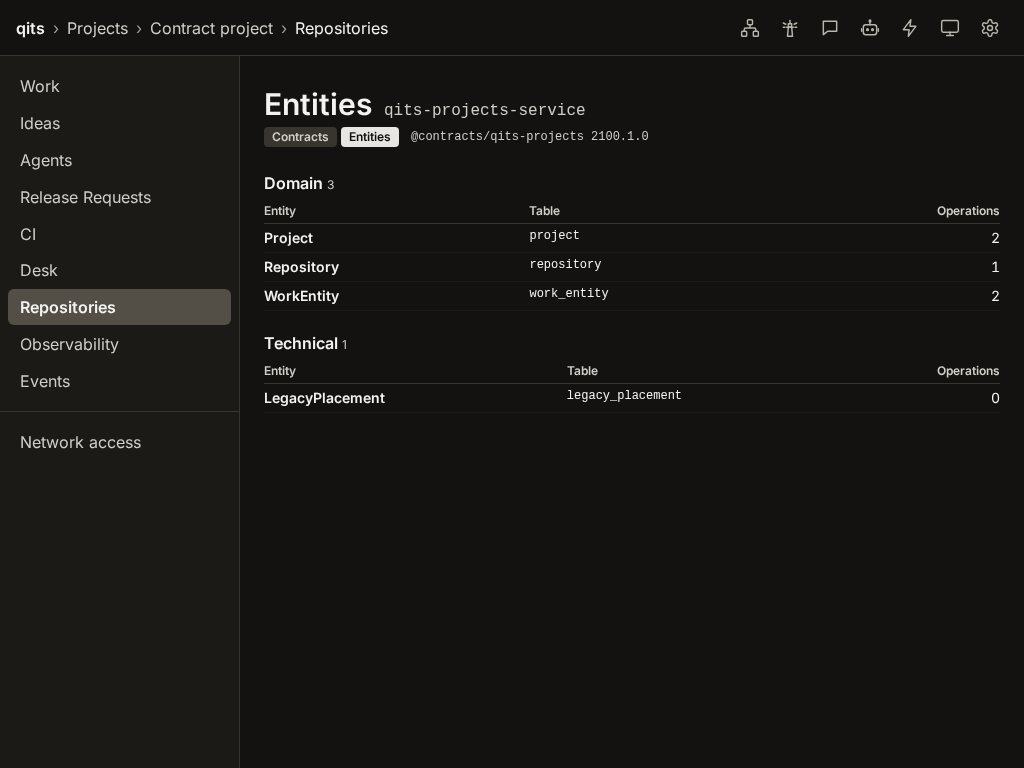 qits › Projects › Contract project › Repositories
Work
Ideas
Agents
Release Requests
CI
Desk
Repositories
Observability
Events
Network access
Entities qits-projects-service
Contracts Entities @contracts/qits-projects 2100.1.0
Domain 3
Entity Table Operations
Project project 2
Repository repository 1
WorkEntity work_entity 2
Technical 1
Entity Table Operations
LegacyPlacement legacy_placement 0